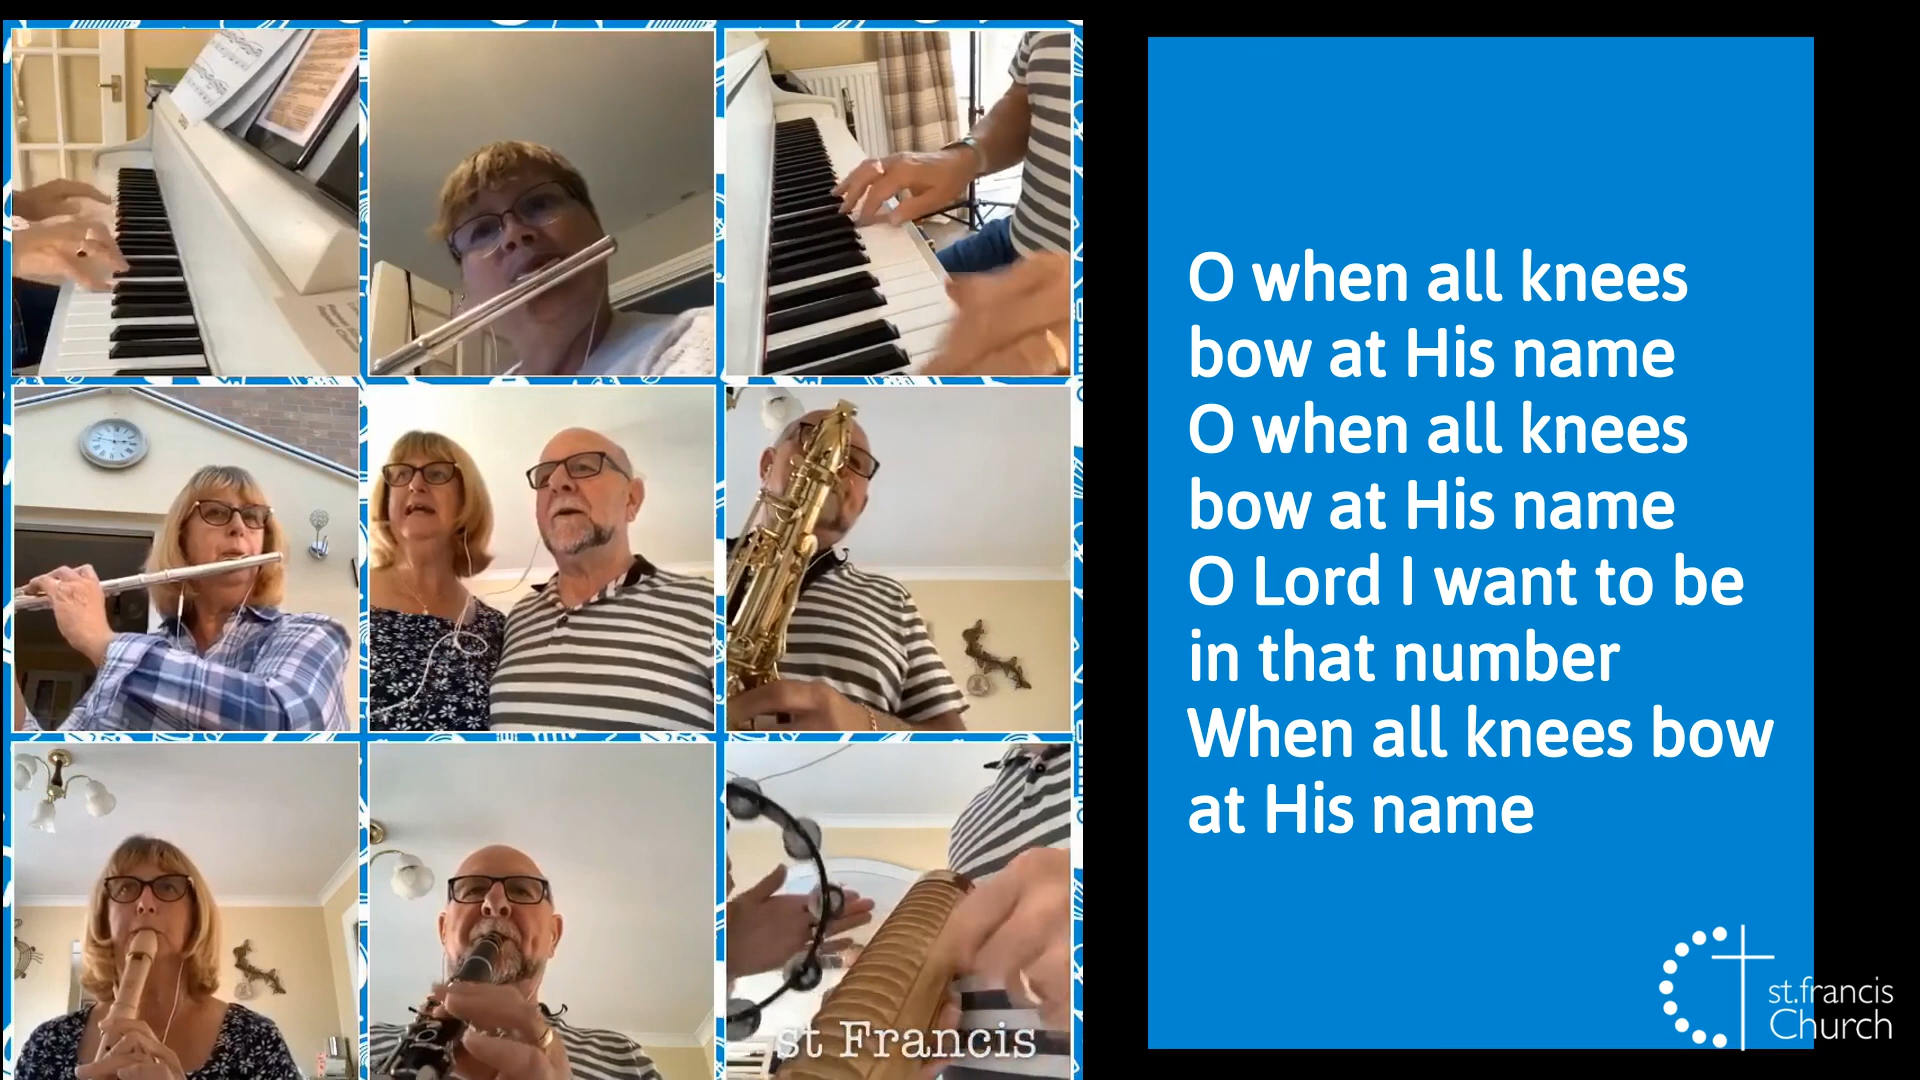 O when all knees
bow at His name
O when all knees
bow at His name
O Lord I want to be
in that number
When all knees bow
at His name
st Francis
st.francis
Church